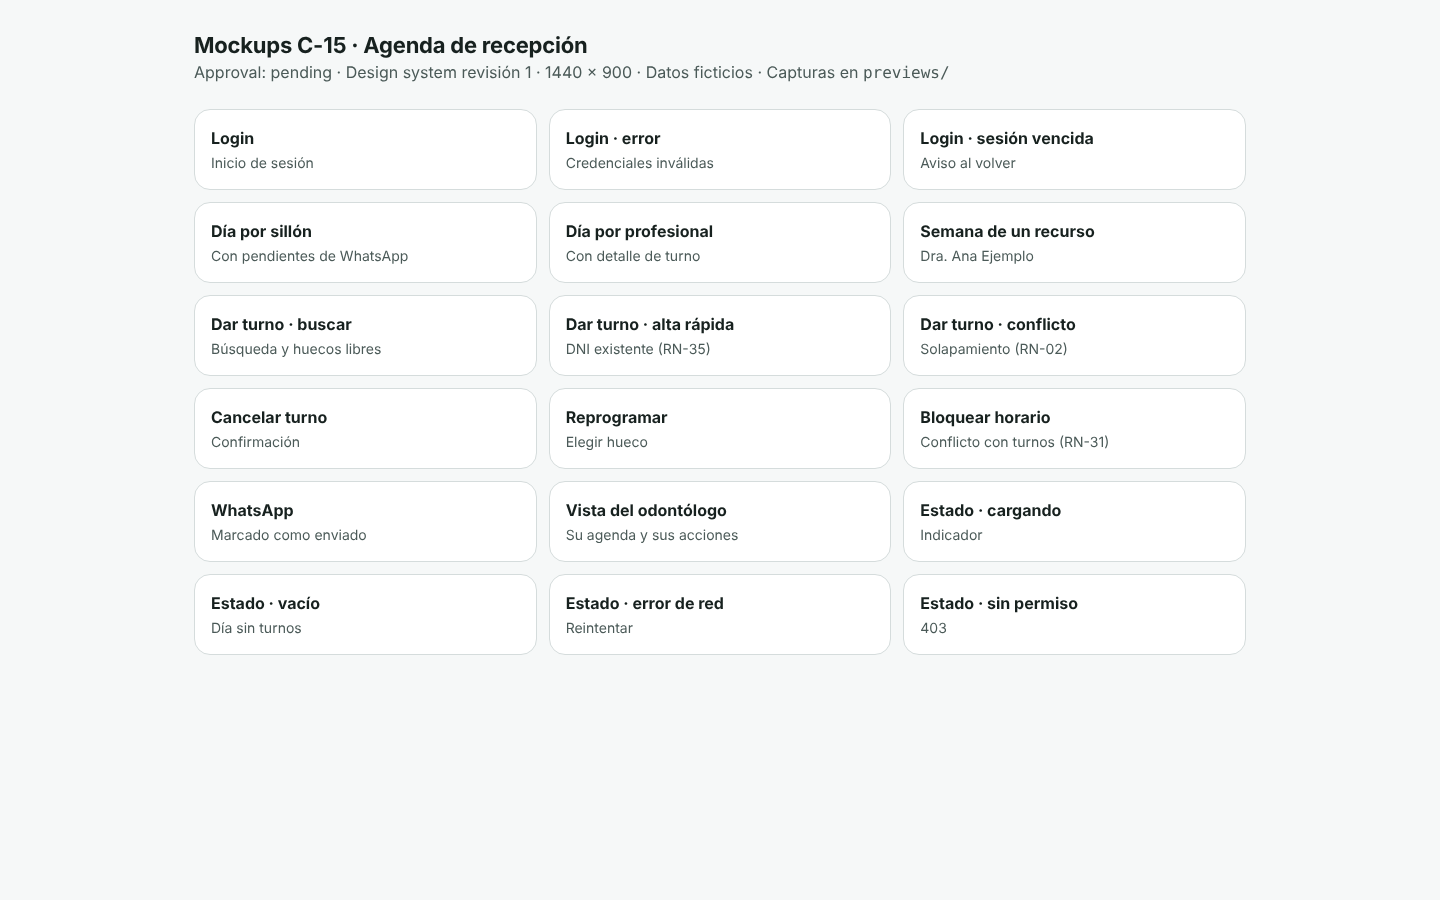 Mockups C-15 · Agenda de recepción
Approval: pending · Design system revisión 1 · 1440 × 900 · Datos ficticios · Capturas en previews/
Login
Inicio de sesión
Login · error
Credenciales inválidas
Login · sesión vencida
Aviso al volver
Día por sillón
Con pendientes de WhatsApp
Día por profesional
Con detalle de turno
Semana de un recurso
Dra. Ana Ejemplo
Dar turno · buscar
Búsqueda y huecos libres
Dar turno · alta rápida
DNI existente (RN-35)
Dar turno · conflicto
Solapamiento (RN-02)
Cancelar turno
Confirmación
Reprogramar
Elegir hueco
Bloquear horario
Conflicto con turnos (RN-31)
WhatsApp
Marcado como enviado
Vista del odontólogo
Su agenda y sus acciones
Estado · cargando
Indicador
Estado · vacío
Día sin turnos
Estado · error de red
Reintentar
Estado · sin permiso
403